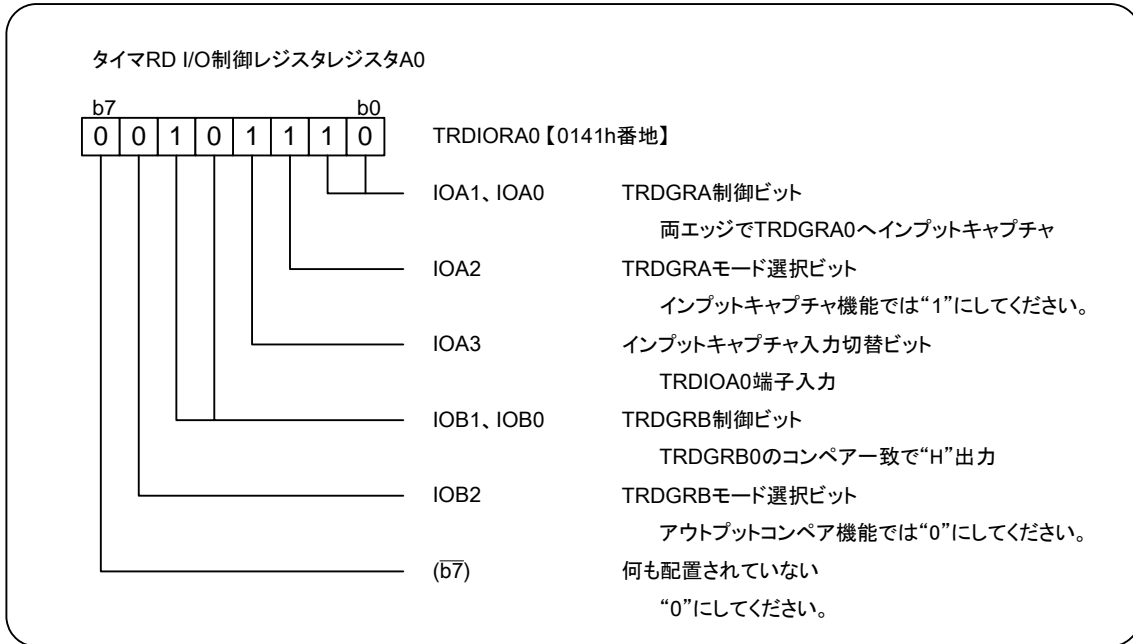 タイマRD I/O制御レジスタレジスタA0
b7 b0
0 0 1 0 1 1 1 0 TRDIORA0【0141h番地】
IOA1、IOA0 TRDGRA制御ビット
両エッジでTRDGRA0へインプットキャプチャ
IOA2 TRDGRAモード選択ビット
インプットキャプチャ機能では“1”にしてください。
IOA3 インプットキャプチャ入力切替ビット
TRDIOA0端子入力
IOB1、IOB0 TRDGRB制御ビット
TRDGRB0のコンペア一致で“H”出力
IOB2 TRDGRBモード選択ビット
アウトプットコンペア機能では“0”にしてください。
(b7) 何も配置されていない
“0”にしてください。